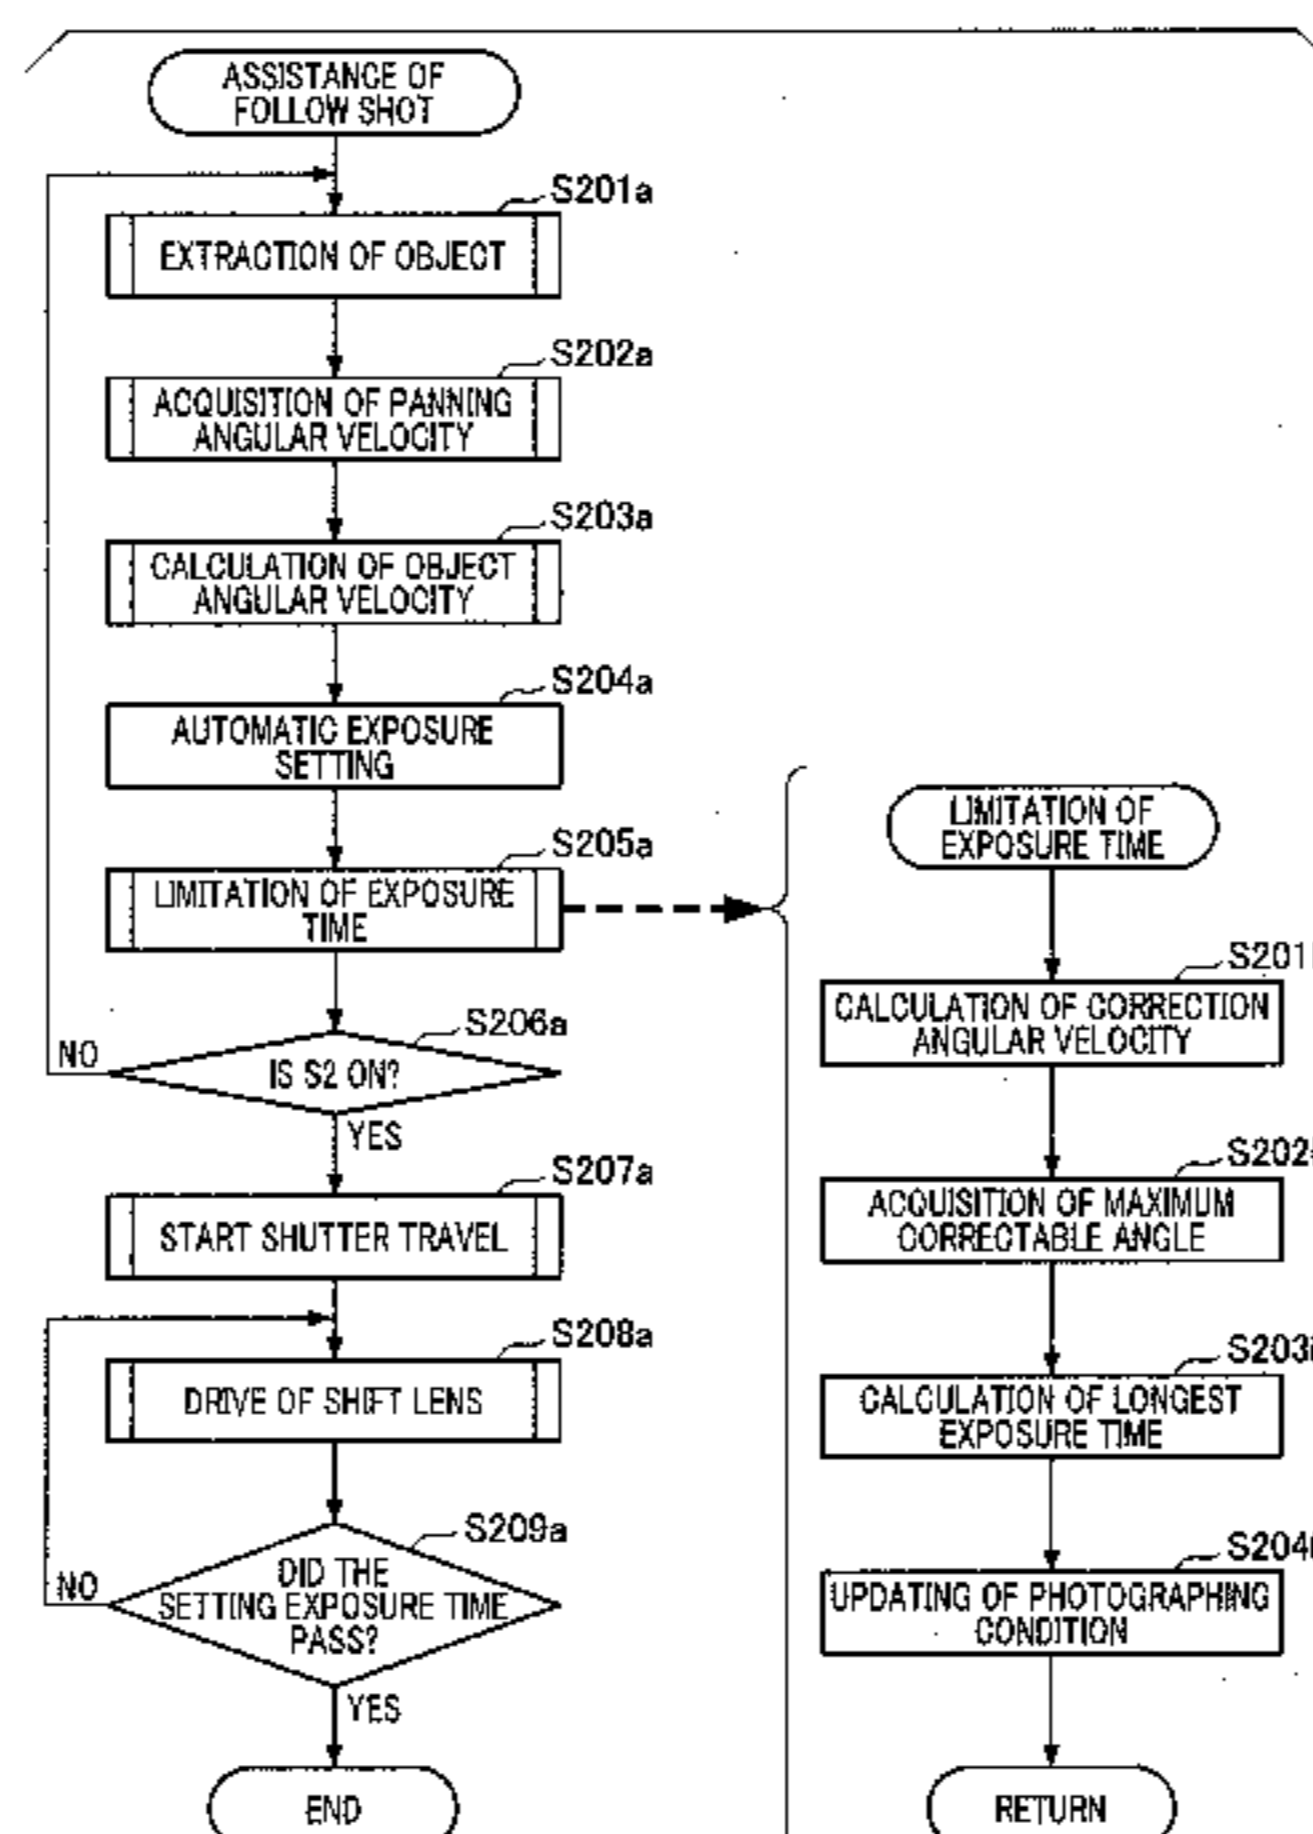 ASSISTANCE OF
FOLLOW SHOT
S201a
EXTRACTION OF OBJECT
S202a
ACQUISITION OF PANNING
ANGULAR VELOCITY
S203a
CALCULATION OF OBJECT
ANGULAR VELOCITY
S204a
AUTOMATIC EXPOSURE
SETTING
S205a
LIMITATION OF EXPOSURE
TIME
S206a
IS S2 ON?
NO
YES
S207a
START SHUTTER TRAVEL
S208a
DRIVE OF SHIFT LENS
S209a
DID THE
SETTING EXPOSURE TIME
PASS?
NO
YES
END
LIMITATION OF
EXPOSURE TIME
S201
CALCULATION OF CORRECTION
ANGULAR VELOCITY
S202
ACQUISITION OF MAXIMUM
CORRECTABLE ANGLE
S203
CALCULATION OF LONGEST
EXPOSURE TIME
S204
UPDATING OF PHOTOGRAPHING
CONDITION
RETURN